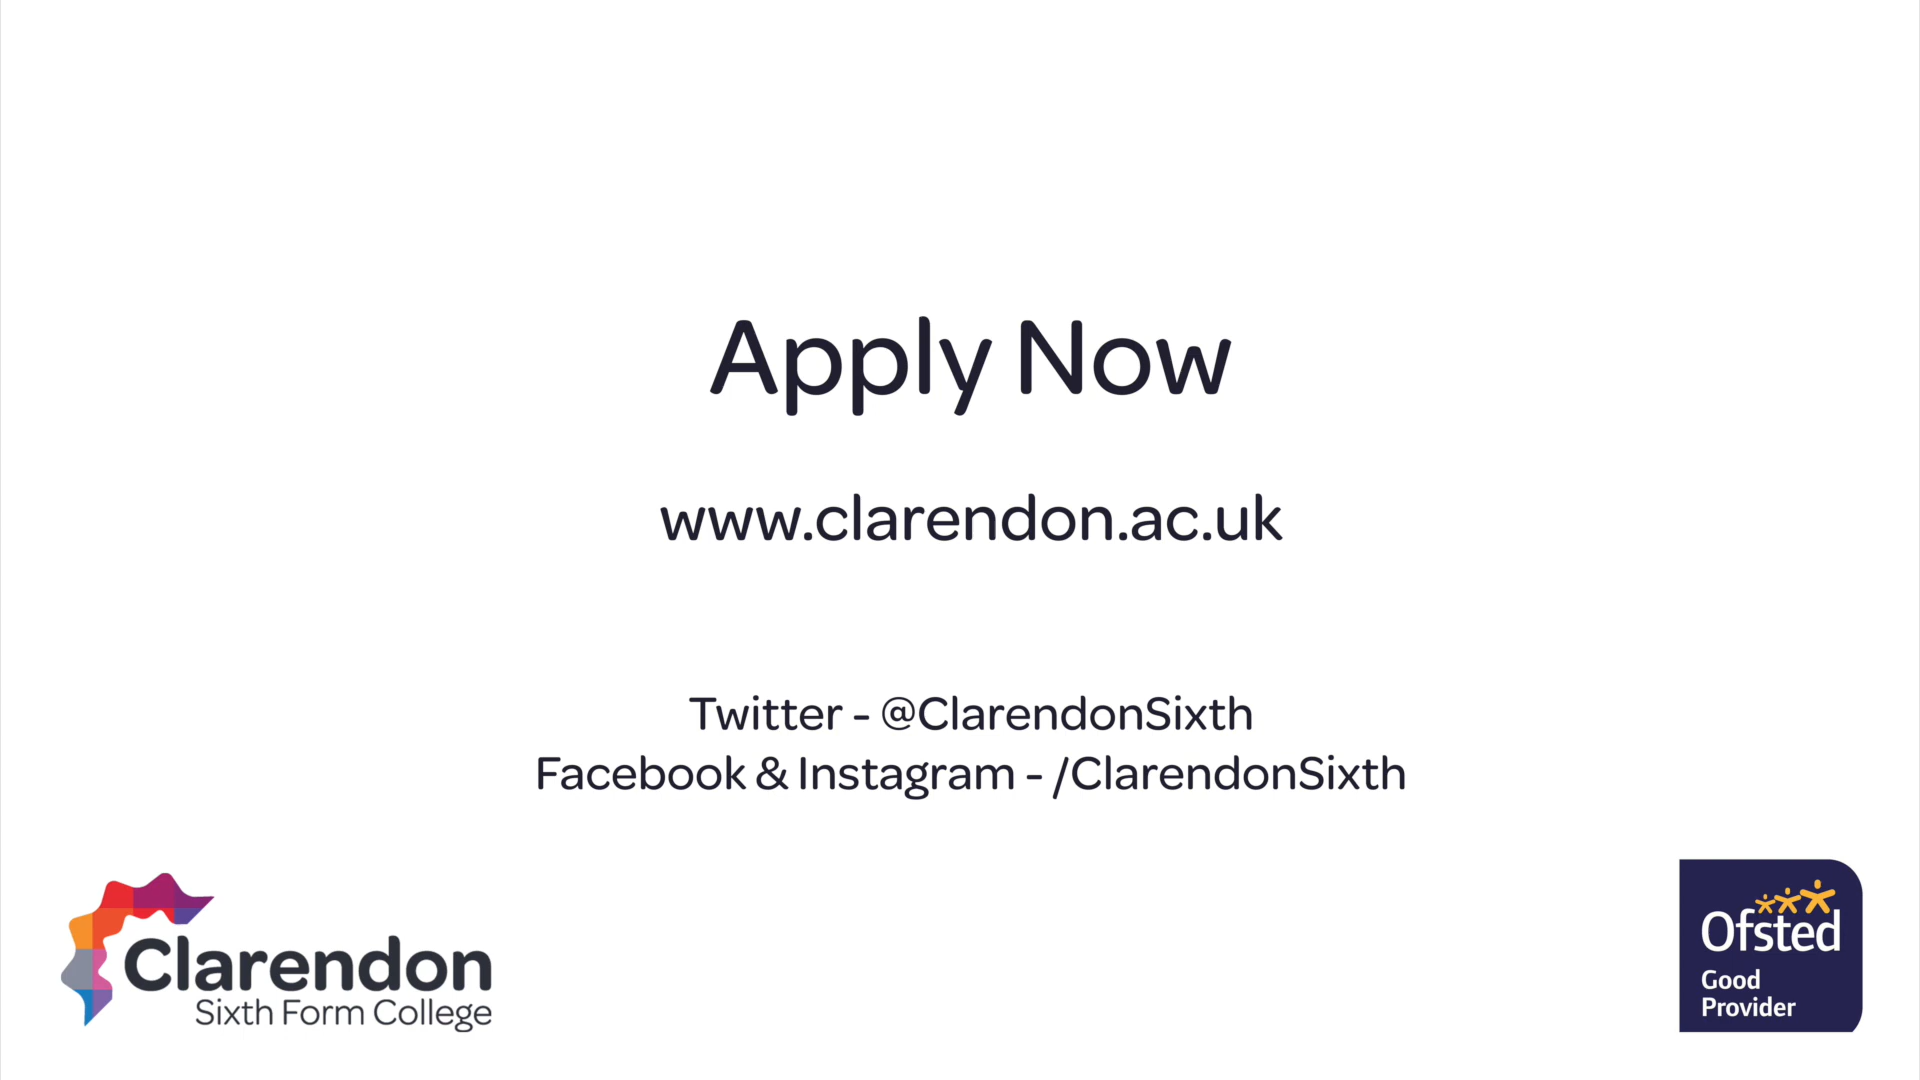 Apply Now
www.clarendon.ac.uk
Twitter - @ClarendonSixth
Facebook & Instagram - /ClarendonSixth
Clarendon
Sixth Form College
Ofsted
Good
Provider